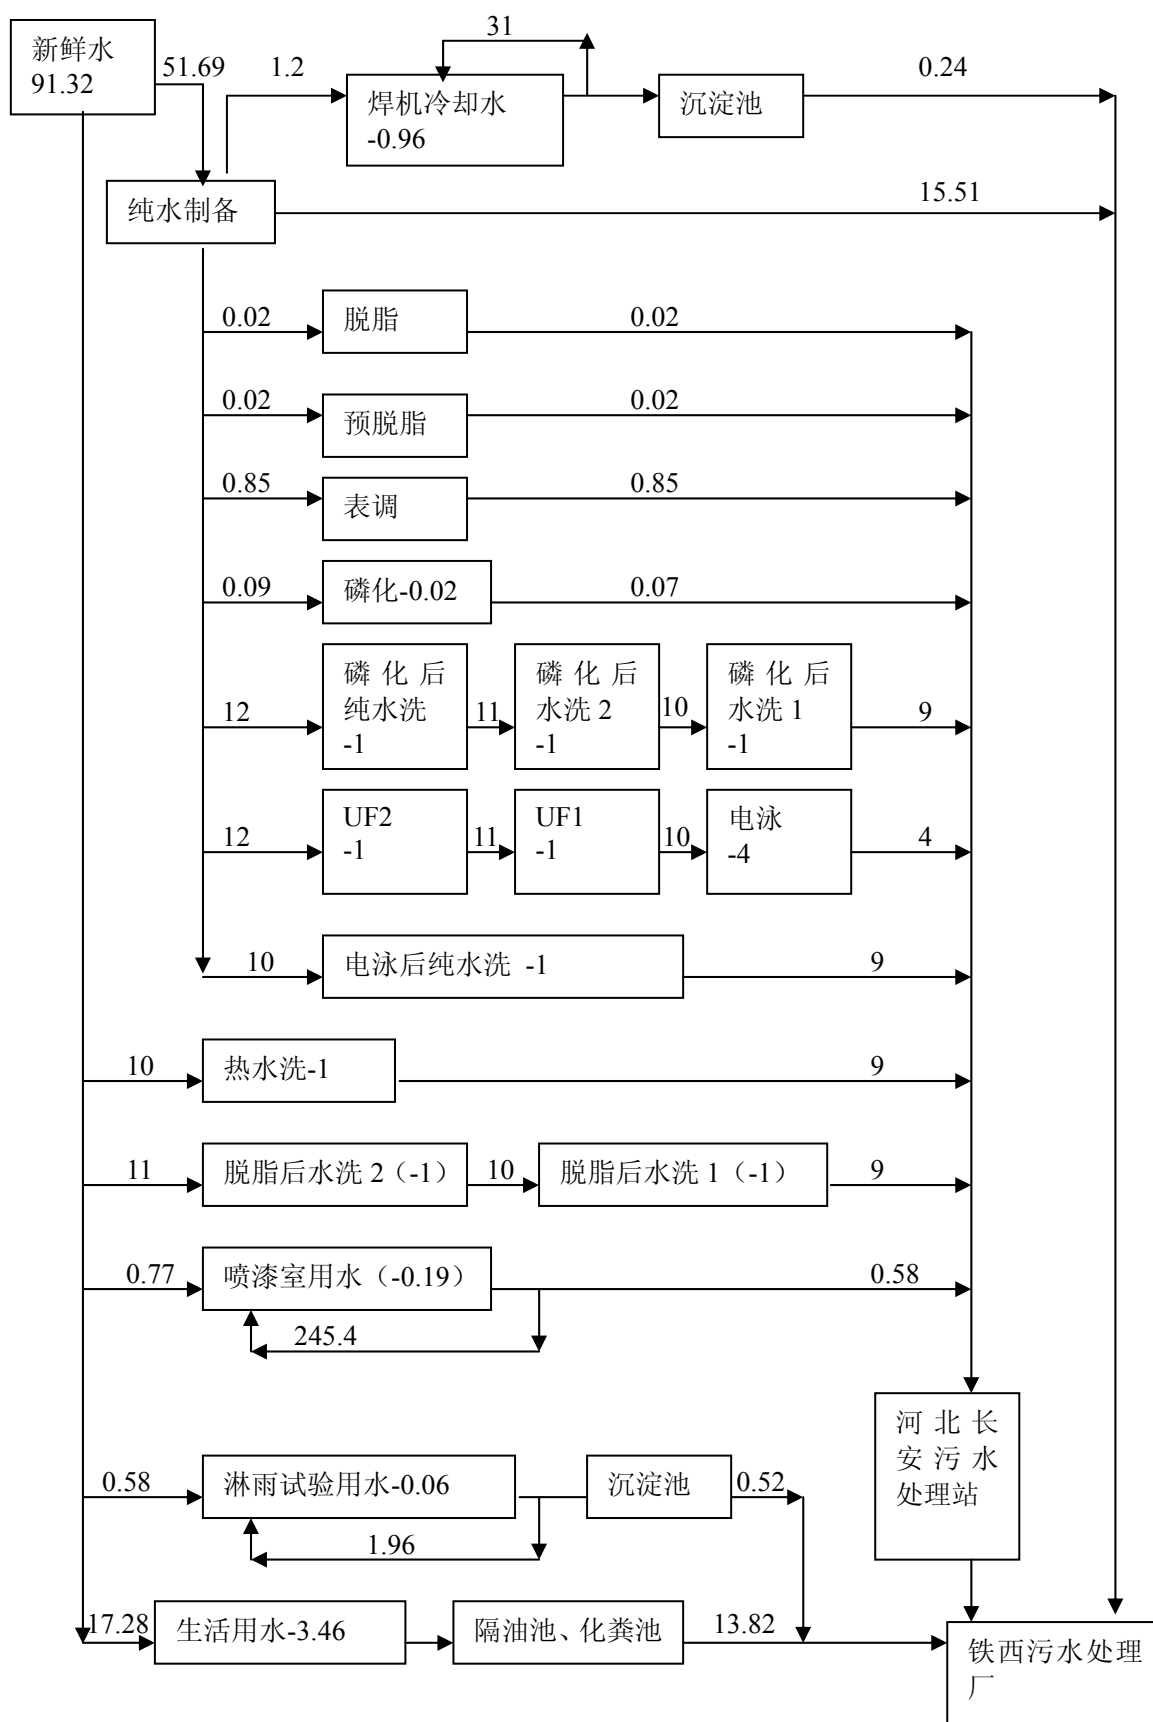 31
新鲜水
91.32
51.69
1.2
0.24
焊机冷却水
-0.96
沉淀池
纯水制备
15.51
0.02
脱脂
0.02
0.02
预脱脂
0.02
0.85
表调
0.85
0.09
磷化-0.02
0.07
12
磷化后
纯水洗
-1
11
磷化后
水洗 2
-1
10
磷化后
水洗 1
-1
9
12
UF2
-1
11
UF1
-1
10
电泳
-4
4
10
电泳后纯水洗 -1
9
10
热水洗-1
9
11
脱脂后水洗 2（-1）
10
脱脂后水洗 1（-1）
9
0.77
喷漆室用水（-0.19）
0.58
245.4
河北长
安污水
处理站
0.58
淋雨试验用水-0.06
沉淀池
0.52
1.96
17.28
生活用水-3.46
隔油池、化粪池
13.82
铁西污水处理
厂